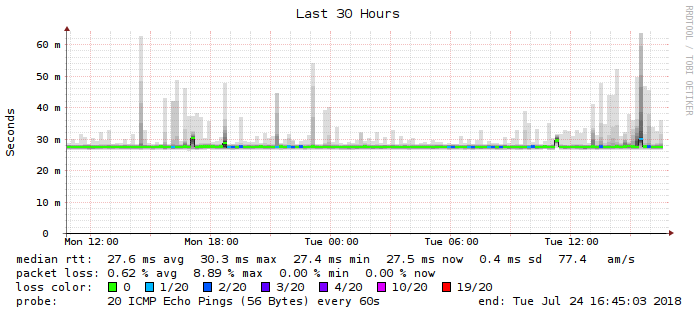 Last 30 Hours
RRDTOOL / TOBI OETIKER
Seconds
60 m
50 m
40 m
30 m
20 m
10 m
0
Mon 12:00 Mon 18:00 Tue 00:00 Tue 06:00 Tue 12:00
median rtt: 27.6 ms avg 30.3 ms max 27.4 ms min 27.5 ms now 0.4 ms sd 77.4 am/s
packet loss: 0.62 % avg 8.89 % max 0.00 % min 0.00 % now
loss color: 0 1/20 2/20 3/20 4/20 10/20 19/20
probe: 20 ICMP Echo Pings (56 Bytes) every 60s end: Tue Jul 24 16:45:03 2018